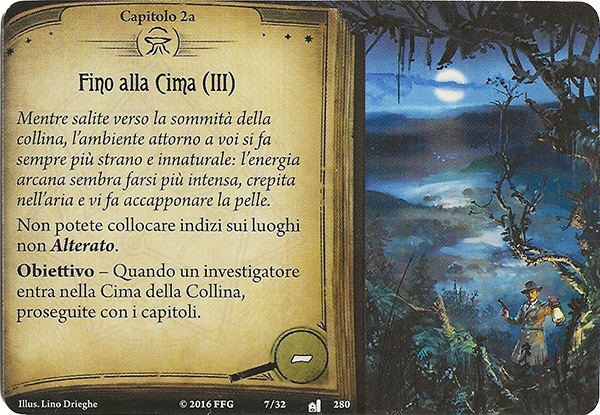 Capitolo 2a
Fino alla Cima (III)
Mentre salite verso la sommità della
collina, l'ambiente attorno a voi si fa
sempre più strano e innaturale: l'energia
arcana sembra farsi più intensa, crepita
nell'aria e vi fa accapponare la pelle.
Non potete collocare indizi sui luoghi
non Alterato.
Obiettivo – Quando un investigatore
entra nella Cima della Collina,
proseguite con i capitoli.
–
Illus. Lino Drieghe © 2016 FFG 7/32 280